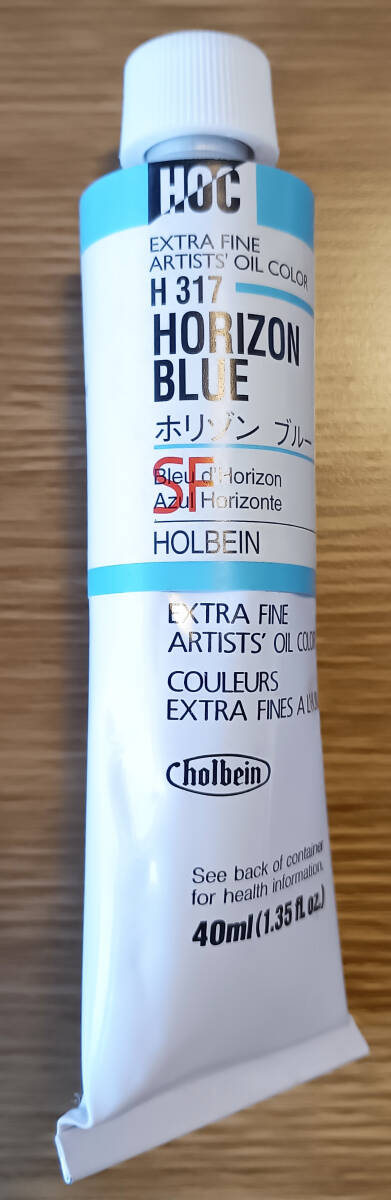 HOC
EXTRA FINE
ARTISTS' OIL COLOR
H 317
HORIZON
BLUE
ホリゾン ブルー
SF
Bleu d'Horizon
Azul Horizonte
HOLBEIN
EXTRA FINE
ARTISTS' OIL COLOR
COULEURS
EXTRA FINES A
holbein
See back of container
for health information.
40ml (1.35 fl. oz.)